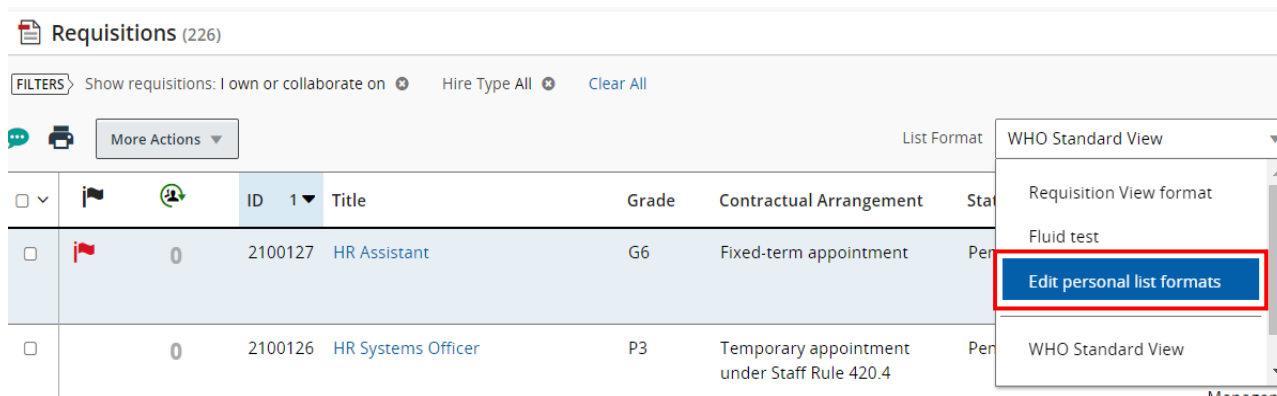 Requisitions (226)
FILTERS Show requisitions: I own or collaborate on Hire Type All Clear All
More Actions List Format WHO Standard View
ID 1 Title Grade Contractual Arrangement Stat
Requisition View format
Fluid test
0 2100127 HR Assistant G6 Fixed-term appointment Pen
Edit personal list formats
0 2100126 HR Systems Officer P3 Temporary appointment Pen WHO Standard View
under Staff Rule 420.4